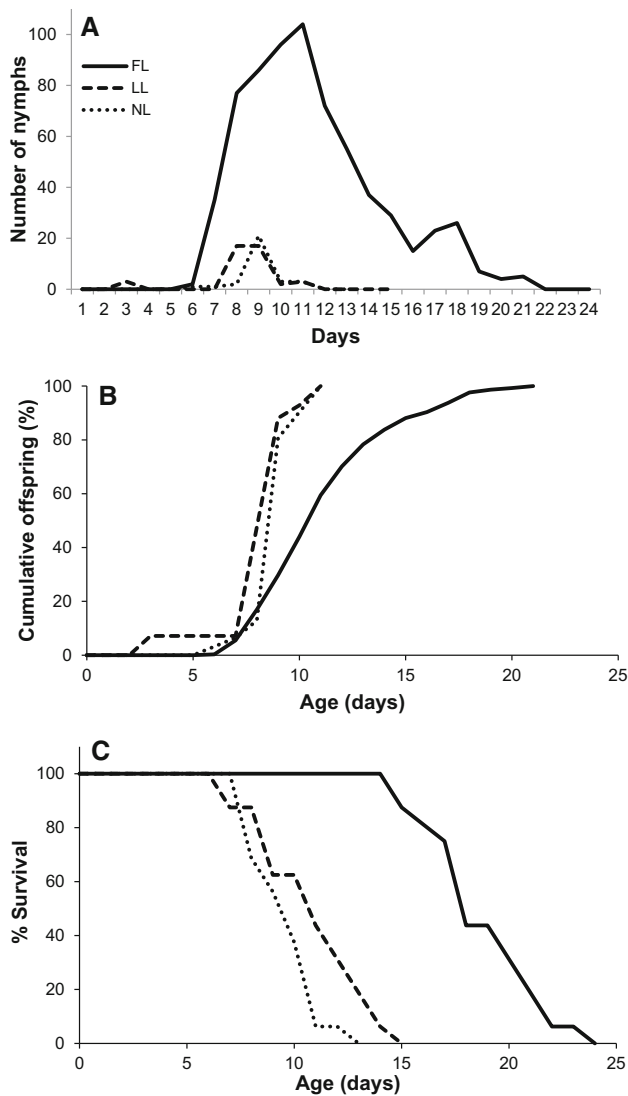 A
100
80
60
40
20
0
Number of nymphs
FL
LL
NL
1 2 3 4 5 6 7 8 9 10 11 12 13 14 15 16 17 18 19 20 21 22 23 24
Days
B
100
80
60
40
20
0
Cumulative offspring (%)
0 5 10 15 20 25
Age (days)
C
100
80
60
40
20
0
% Survival
0 5 10 15 20 25
Age (days)